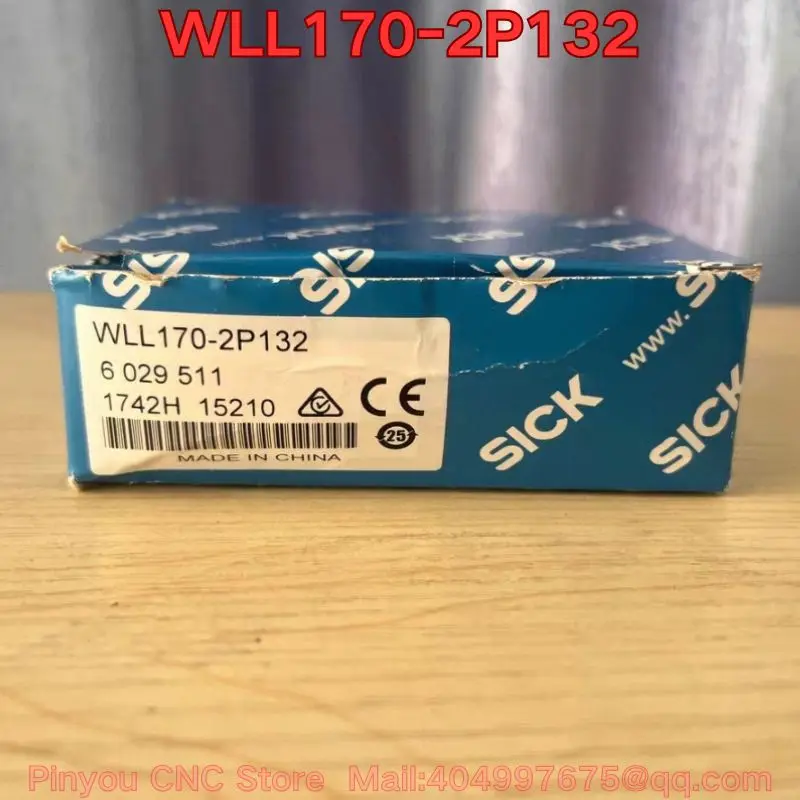 WLL170-2P132
WLL170-2P132
6 029 511
1742H 15210
CE
25
MADE IN CHINA
SICK
www.
SICK
Pinyou CNC Store Mail:404997675@qq.com